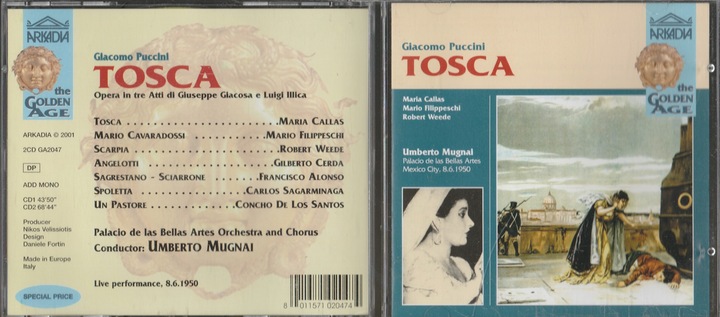 ARKADIA
the
GOLDEN
AGE
ARKADIA © 2001
2CD GA2047
DP
ADD MONO
CD1 43'50"
CD2 68'44"
Producer
Nikos Velissiotis
Design
Daniele Fortin
Made in Europe
Italy
SPECIAL PRICE
Giacomo Puccini
TOSCA
Opera in tre Atti di Giuseppe Giacosa e Luigi Illica
TOSCA . . . . . . . . . . . . . . . . . . . . . . . MARIA CALLAS
MARIO CAVARADOSSI . . . . . . . . . . . . . MARIO FILIPPESCHI
SCARPIA . . . . . . . . . . . . . . . . . . . . . ROBERT WEEDE
ANGELOTTI . . . . . . . . . . . . . . . . . . . GILBERTO CERDA
SAGRESTANO - SCIARRONE . . . . . . . . . . FRANCISCO ALONSO
SPOLETTA . . . . . . . . . . . . . . . . CARLOS SAGARMINAGA
UN PASTORE . . . . . . . . . . . . . . CONCHO DE LOS SANTOS
Palacio de las Bellas Artes Orchestra and Chorus
Conductor: UMBERTO MUGNAI
Live performance, 8.6.1950
8 011571 020474
Giacomo Puccini
TOSCA
ARKADIA
the
GOLDEN
AGE
Maria Callas
Mario Filippeschi
Robert Weede
Umberto Mugnai
Palacio de las Bellas Artes
Mexico City, 8.6.1950